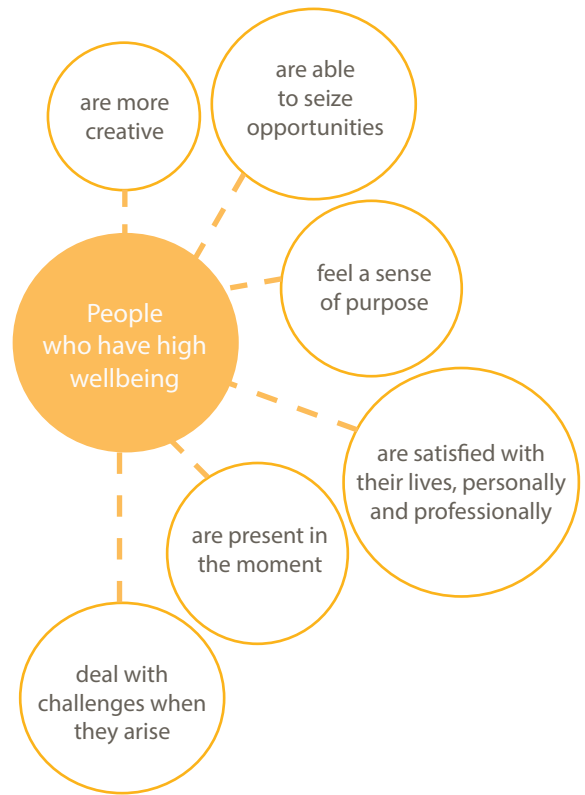 are more
creative
are able
to seize
opportunities
feel a sense
of purpose
People
who have high
wellbeing
are satisfied with
their lives, personally
and professionally
are present in
the moment
deal with
challenges when
they arise